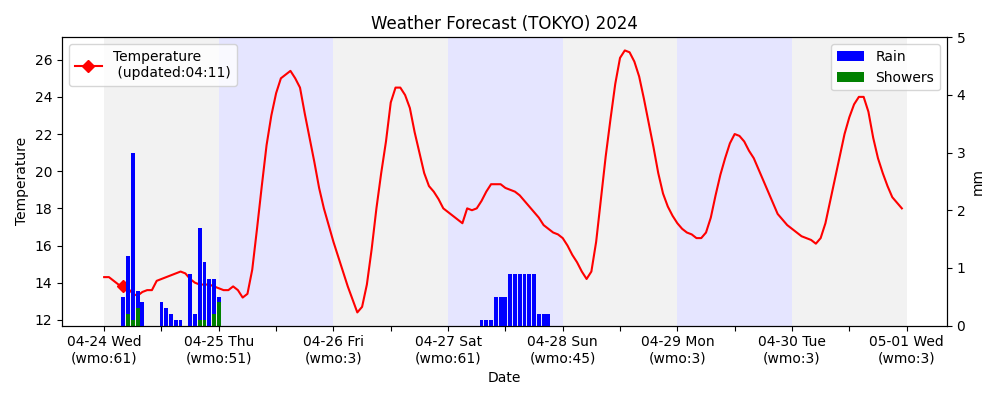 Weather Forecast (TOKYO) 2024
Temperature
(updated:04:11)
Rain
Showers
26
24
22
20
18
16
14
12
Temperature
5
4
3
2
1
0
mm
04-24 Wed
(wmo:61)
04-25 Thu
(wmo:51)
04-26 Fri
(wmo:3)
04-27 Sat
(wmo:61)
04-28 Sun
(wmo:45)
04-29 Mon
(wmo:3)
04-30 Tue
(wmo:3)
05-01 Wed
(wmo:3)
Date